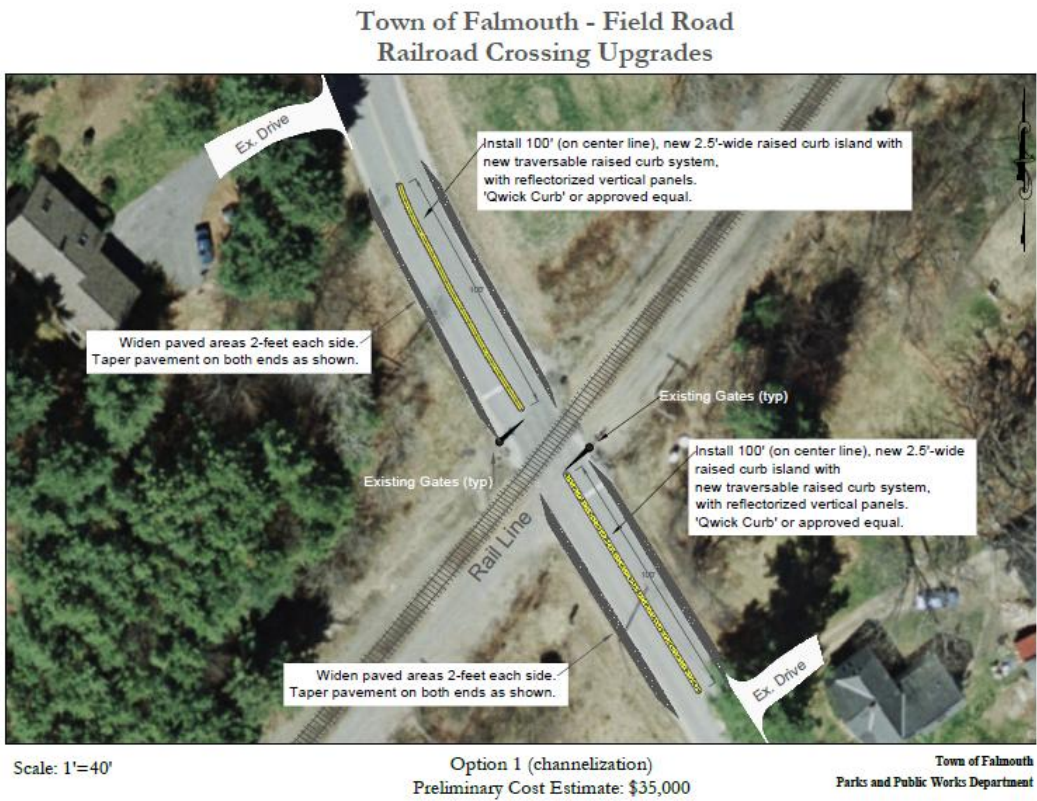 Town of Falmouth - Field Road
Railroad Crossing Upgrades
Ex. Drive
Install 100' (on center line), new 2.5'-wide raised curb island with
new traversable raised curb system,
with reflectorized vertical panels.
'Qwick Curb' or approved equal.
100'
Widen paved areas 2-feet each side.
Taper pavement on both ends as shown.
Existing Gates (typ)
Existing Gates (typ)
Install 100' (on center line), new 2.5'-wide
raised curb island with
new traversable raised curb system,
with reflectorized vertical panels.
'Qwick Curb' or approved equal.
Rail Line
100'
Widen paved areas 2-feet each side.
Taper pavement on both ends as shown.
Ex. Drive
Scale: 1'=40'
Option 1 (channelization)
Preliminary Cost Estimate: $35,000
Town of Falmouth
Parks and Public Works Department